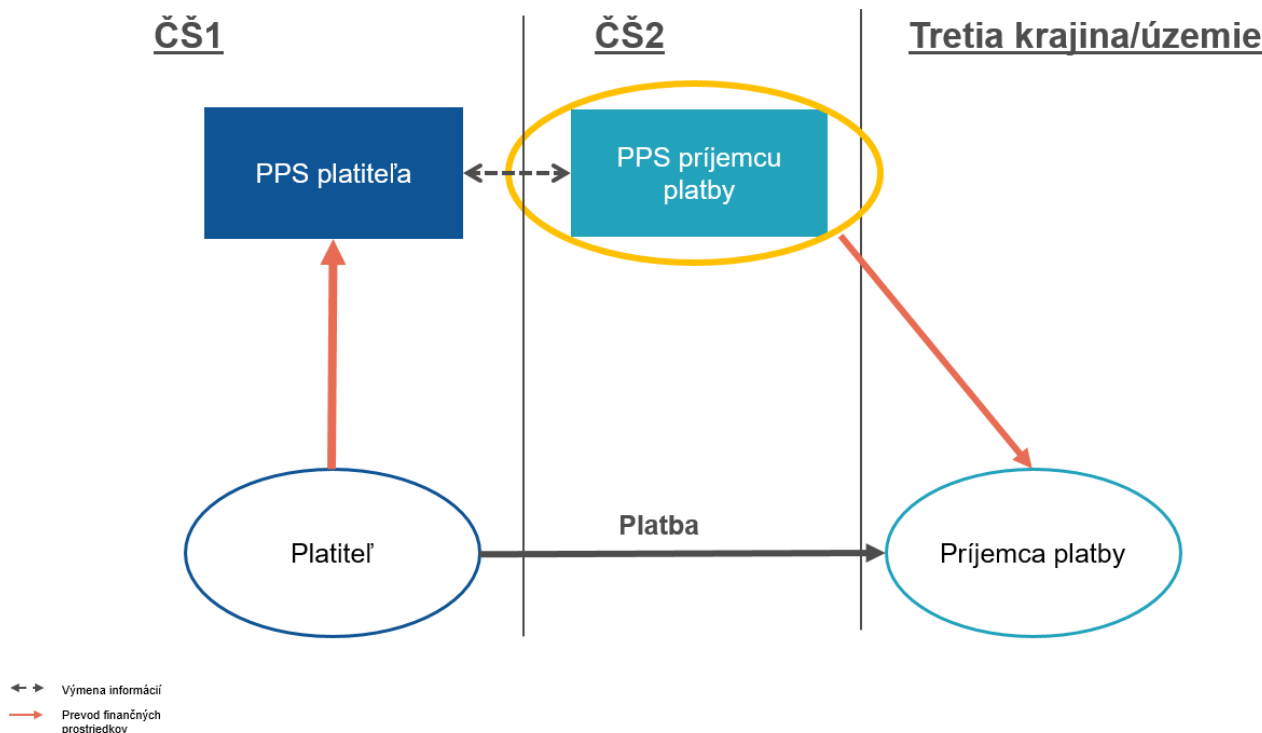 ČŠ1
ČŠ2
Tretia krajina/územie
PPS platiteľa
PPS príjemcu
platby
Platiteľ
Platba
Príjemca platby
Výmena informácií
Prevod finančných
prostriedkov